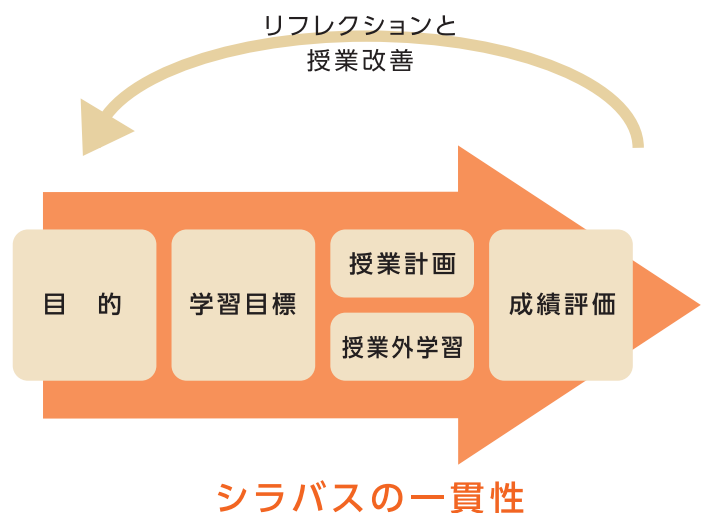 リフレクションと
授業改善
目　的
学習目標
授業計画
授業外学習
成績評価
シラバスの一貫性